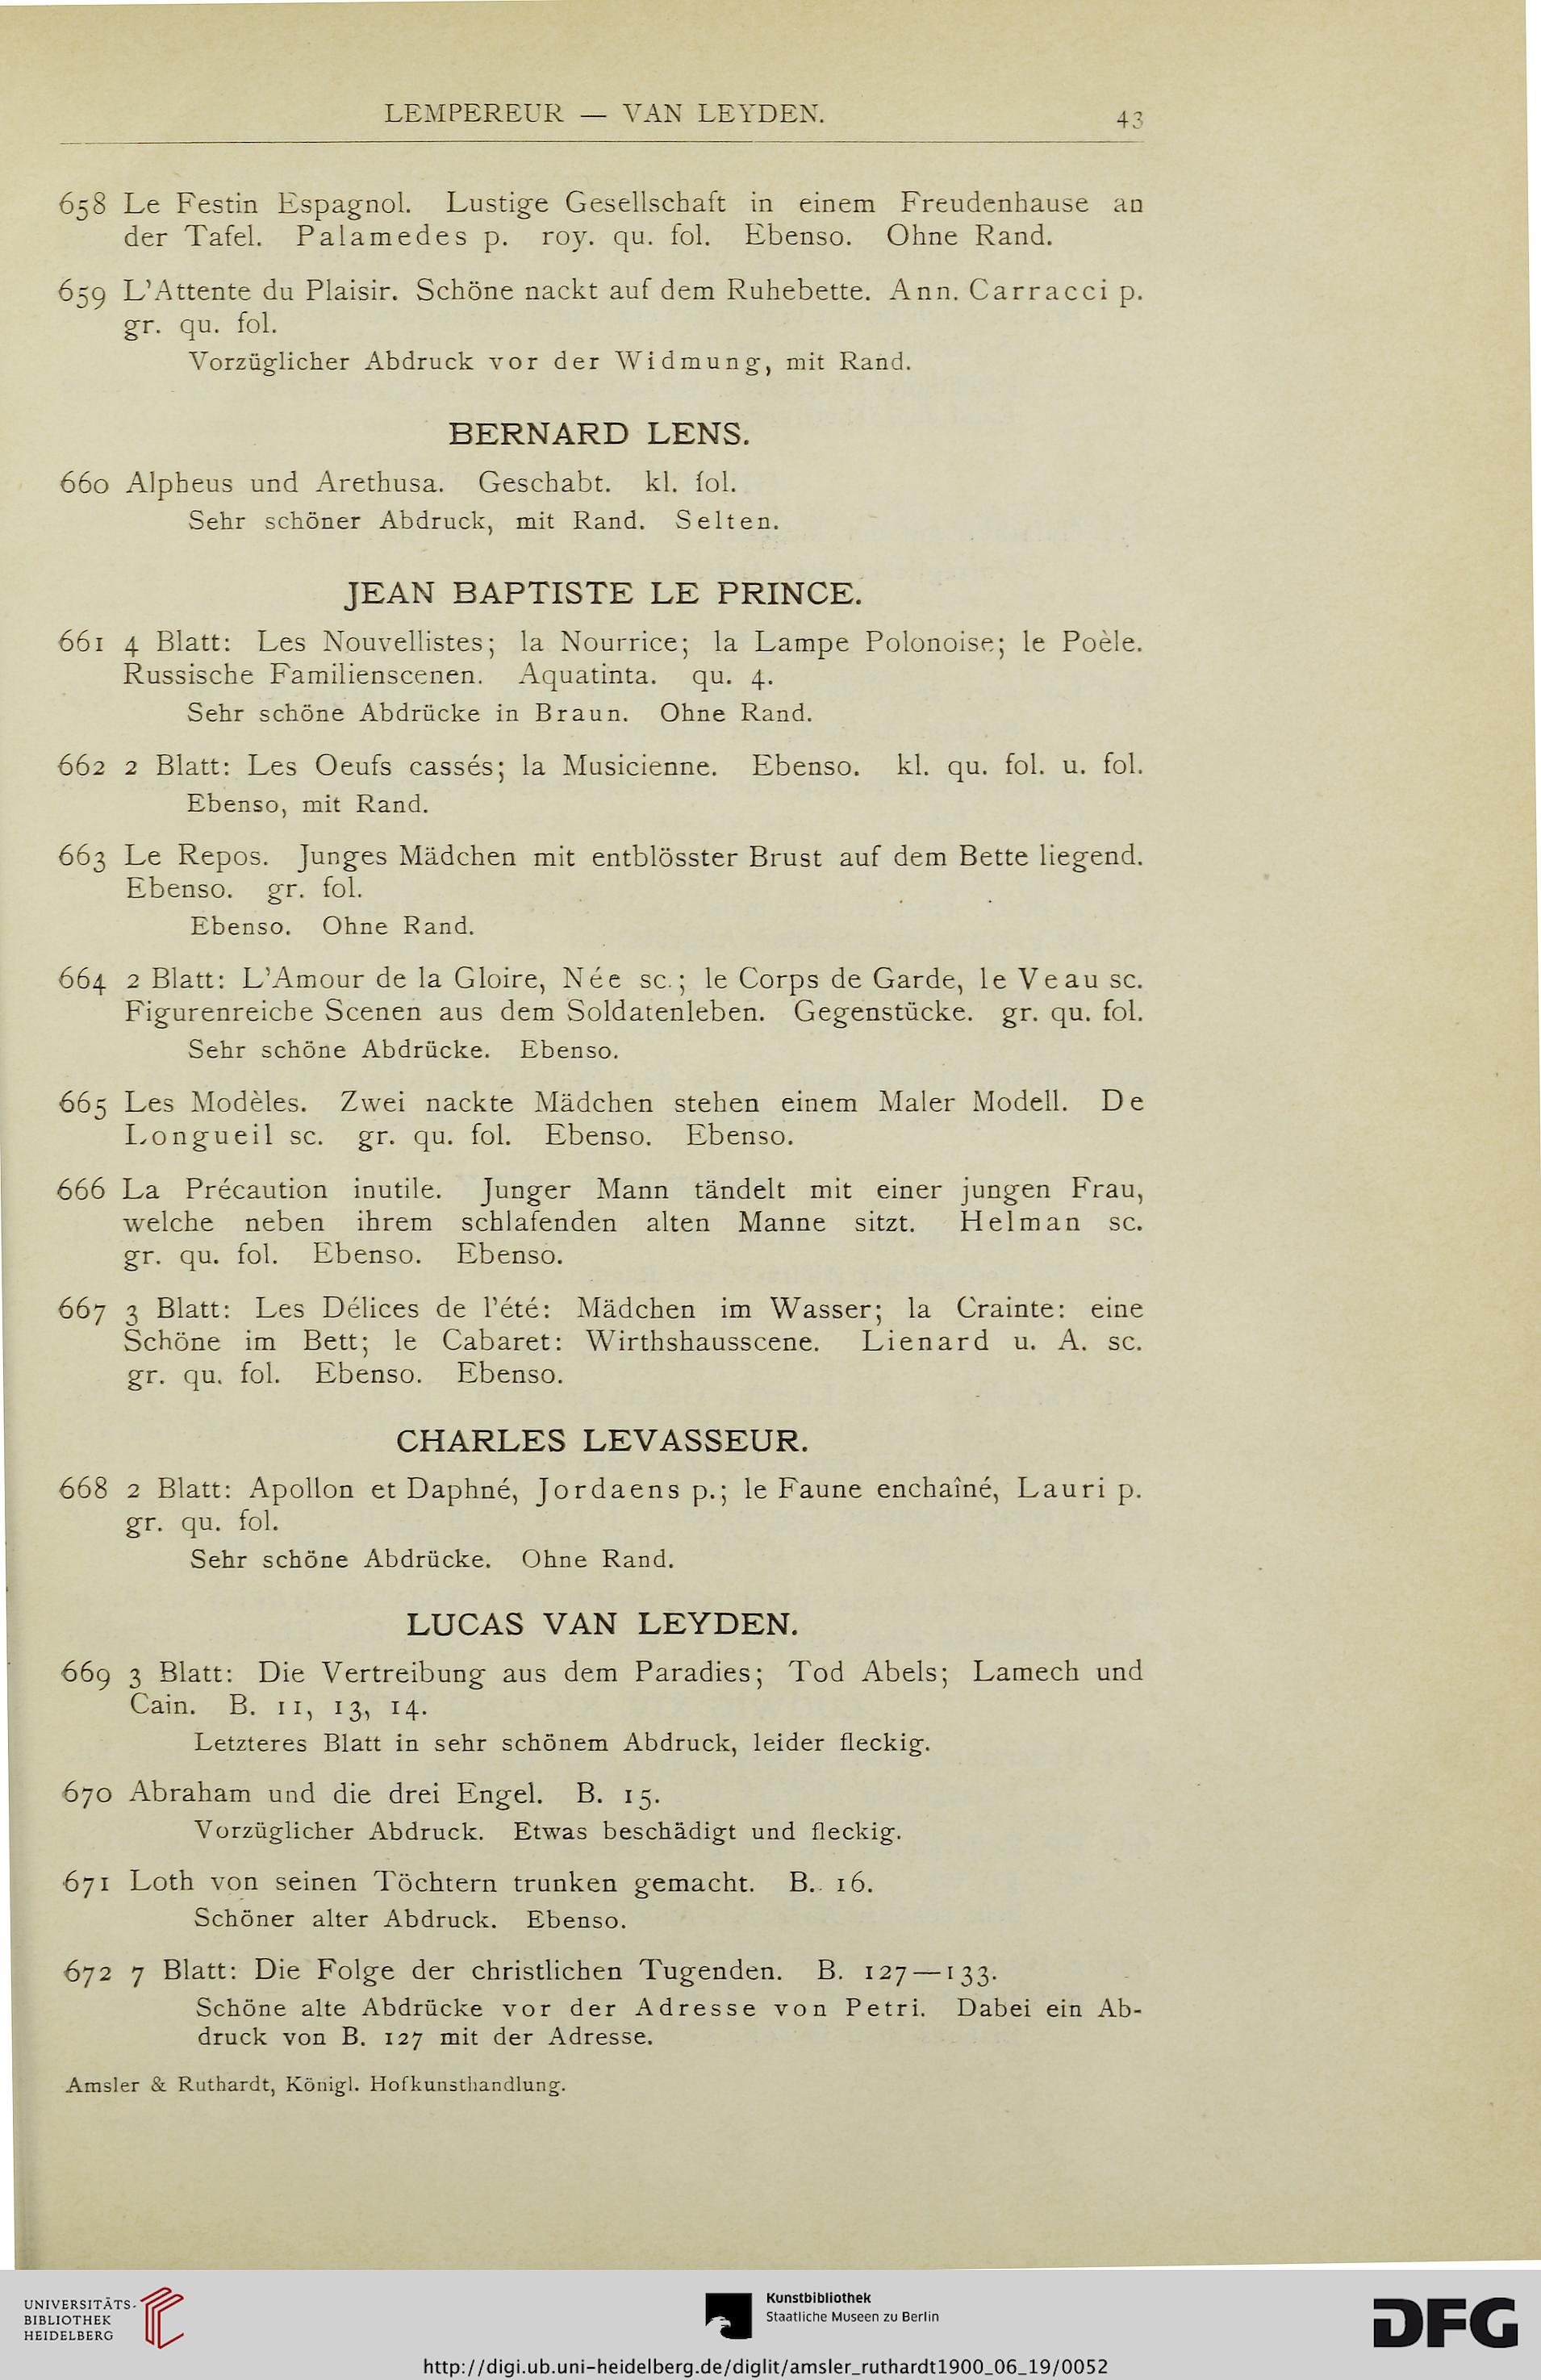 LEMPEREUR — VAN LEYDEN. 43
658 Le Festin Espagnol. Lustige Gesellschaft in einem Freudenhause an
der Tafel. Palamedes p. roy. qu. fol. Ebenso. Ohne Rand.
659 L'Attente du Plaisir. Schöne nackt auf dem Ruhebette. Ann. Carracci p.
gr. qu. fol.
Vorzüglicher Abdruck vor der Widmung, mit Rand.
BERNARD LENS.
660 Alpheus und Arethusa. Geschabt. kl. fol.
Sehr schöner Abdruck, mit Rand. Selten.
JEAN BAPTISTE LE PRINCE.
661 4 Blatt: Les Nouvellistes; la Nourrice; la Lampe Polonoise; le Poèle.
Russische Familienscenen. Aquatinta. qu. 4.
Sehr schöne Abdrücke in Braun. Ohne Rand.
662 2 Blatt: Les Oeufs cassés; la Musicienne. Ebenso. kl. qu. fol. u. fol.
Ebenso, mit Rand.
663 Le Repos. Junges Mädchen mit entblösster Brust auf dem Bette liegend.
Ebenso. gr. fol.
Ebenso. Ohne Rand.
664 2 Blatt: L'Amour de la Gloire, Née sc.; le Corps de Garde, le Veau sc.
Figurenreiche Scenen aus dem Soldatenleben. Gegenstücke. gr. qu. fol.
Sehr schöne Abdrücke. Ebenso.
665 Les Modèles. Zwei nackte Mädchen stehen einem Maler Modell. De
Longueil sc. gr. qu. fol. Ebenso. Ebenso.
666 La Précaution inutile. Junger Mann tändelt mit einer jungen Frau,
welche neben ihrem schlafenden alten Manne sitzt. Helman sc.
gr. qu. fol. Ebenso. Ebenso.
667 3 Blatt: Les Délices de l'été: Mädchen im Wasser; la Crainte: eine
Schöne im Bett; le Cabaret: Wirthshausscene. Lienard u. A. sc.
gr. qu. fol. Ebenso. Ebenso.
CHARLES LEVASSEUR.
668 2 Blatt: Apollon et Daphné, Jordaens p.; le Faune enchaîné, Lauri p.
gr. qu. fol.
Sehr schöne Abdrücke. Ohne Rand.
LUCAS VAN LEYDEN.
669 3 Blatt: Die Vertreibung aus dem Paradies; Tod Abels; Lamech und
Cain. B. 11, 13, 14.
Letzteres Blatt in sehr schönem Abdruck, leider fleckig.
670 Abraham und die drei Engel. B. 15.
Vorzüglicher Abdruck. Etwas beschädigt und fleckig.
671 Loth von seinen Töchtern trunken gemacht. B. 16.
Schöner alter Abdruck. Ebenso.
672 7 Blatt: Die Folge der christlichen Tugenden. B. 127—133.
Schöne alte Abdrücke vor der Adresse von Petri. Dabei ein Ab-
druck von B. 127 mit der Adresse.
Amsler & Ruthardt, Königl. Hofkunsthandlung.
UNIVERSITÄTS-
BIBLIOTHEK
HEIDELBERG
Kunstbibliothek
Staatliche Museen zu Berlin
DFG
http://digi.ub.uni-heidelberg.de/diglit/amsler_ruthardt1900_06_19/0052